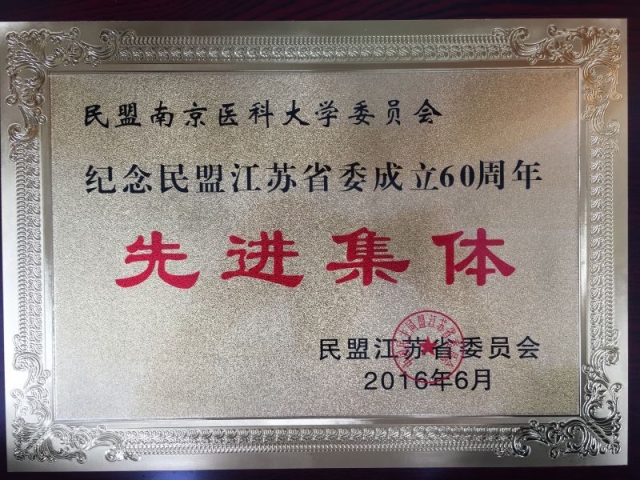 民盟南京医科大学委员会
纪念民盟江苏省委成立60周年
先进集体
民盟江苏省委员会
2016年6月